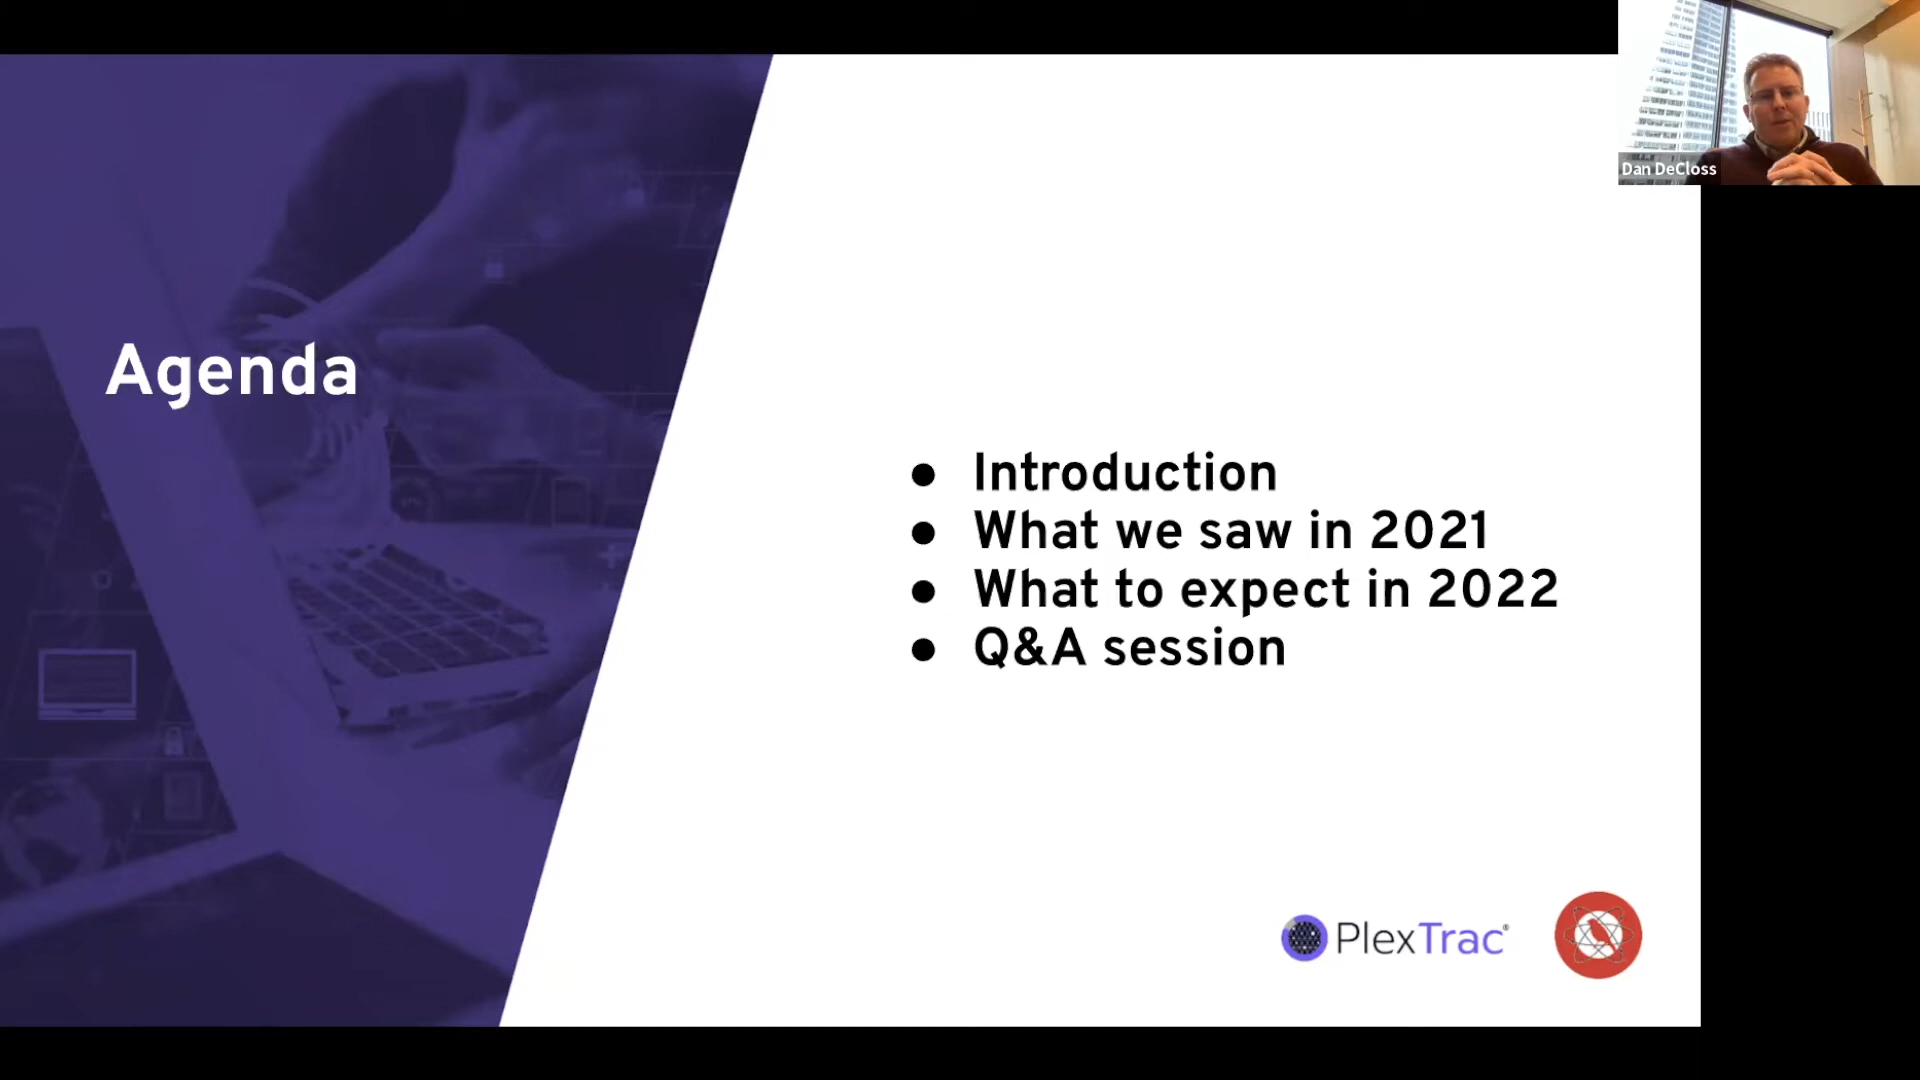 Dan DeCloss
Agenda
● Introduction
● What we saw in 2021
● What to expect in 2022
● Q&A session
PlexTrac®